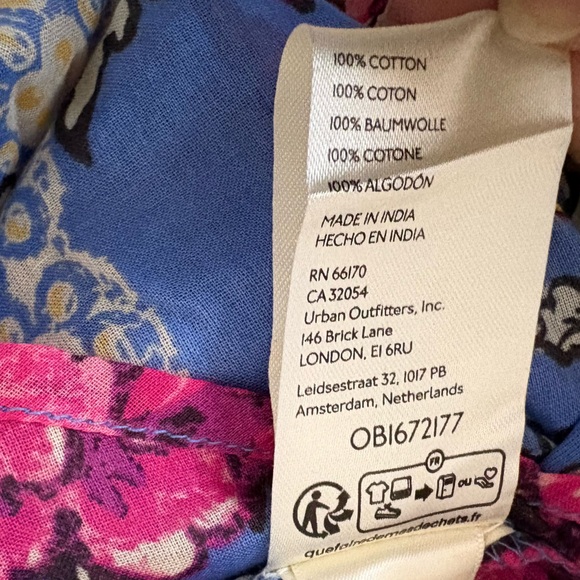 100% COTTON
100% COTON
100% BAUMWOLLE
100% COTONE
100% ALGODÓN
MADE IN INDIA
HECHO EN INDIA
RN 66170
CA 32054
Urban Outfitters, Inc.
146 Brick Lane
LONDON, E1 6RU
Leidsestraat 32, 1017 PB
Amsterdam, Netherlands
OB1672177
FR
OU
quefairedemesdechets.fr